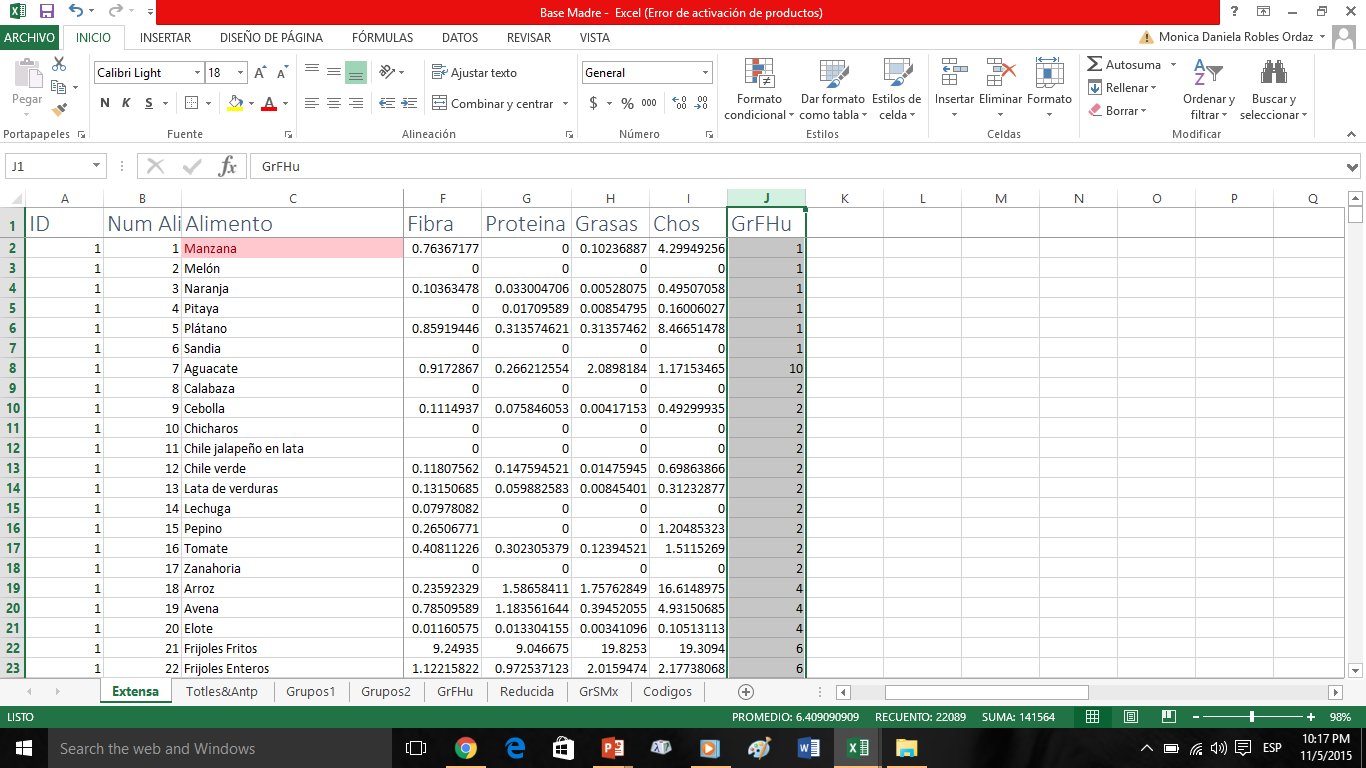 Base Madre - Excel (Error de activación de productos)
ARCHIVO INICIO INSERTAR DISEÑO DE PÁGINA FÓRMULAS DATOS REVISAR VISTA Monica Daniela Robles Ordaz
Pegar
Portapapeles
Calibri Light 18
N K S
Fuente
Ajustar texto
Combinar y centrar
Alineación
General
$ % 000
Número
Formato condicional
Dar formato como tabla
Estilos de celda
Estilos
Insertar Eliminar Formato
Celdas
Autosuma
Rellenar
Borrar
Ordenar y filtrar
Buscar y seleccionar
Modificar
J1 fx GrFHu
A B C F G H I J K L M N O P Q
1 ID Num Ali Alimento Fibra Proteina Grasas Chos GrFHu
2 1 1 Manzana 0.76367177 0 0.10236887 4.29949256 1
3 1 2 Melón 0 0 0 0 1
4 1 3 Naranja 0.10363478 0.033004706 0.00528075 0.49507058 1
5 1 4 Pitaya 0 0.01709589 0.00854795 0.16006027 1
6 1 5 Plátano 0.85919446 0.313574621 0.31357462 8.46651478 1
7 1 6 Sandia 0 0 0 0 1
8 1 7 Aguacate 0.9172867 0.266212554 2.0898184 1.17153465 10
9 1 8 Calabaza 0 0 0 0 2
10 1 9 Cebolla 0.1114937 0.075846053 0.00417153 0.49299935 2
11 1 10 Chicharos 0 0 0 0 2
12 1 11 Chile jalapeño en lata 0 0 0 0 2
13 1 12 Chile verde 0.11807562 0.147594521 0.01475945 0.69863866 2
14 1 13 Lata de verduras 0.13150685 0.059882583 0.00845401 0.31232877 2
15 1 14 Lechuga 0.07978082 0 0 0 2
16 1 15 Pepino 0.26506771 0 0 1.20485323 2
17 1 16 Tomate 0.40811226 0.302305379 0.12394521 1.5115269 2
18 1 17 Zanahoria 0 0 0 0 2
19 1 18 Arroz 0.23592329 1.58658411 1.75762849 16.6148975 4
20 1 19 Avena 0.78509589 1.183561644 0.39452055 4.93150685 4
21 1 20 Elote 0.01160575 0.013304155 0.00341096 0.10513113 4
22 1 21 Frijoles Fritos 9.24935 9.046675 19.8253 19.3094 6
23 1 22 Frijoles Enteros 1.12215822 0.972537123 2.0159474 2.17738068 6
Extensa Totles&Antp Grupos1 Grupos2 GrFHu Reducida GrSMx Codigos
LISTO PROMEDIO: 6.409090909 RECUENTO: 22089 SUMA: 141564 98%
Search the web and Windows ESP 10:17 PM
11/5/2015